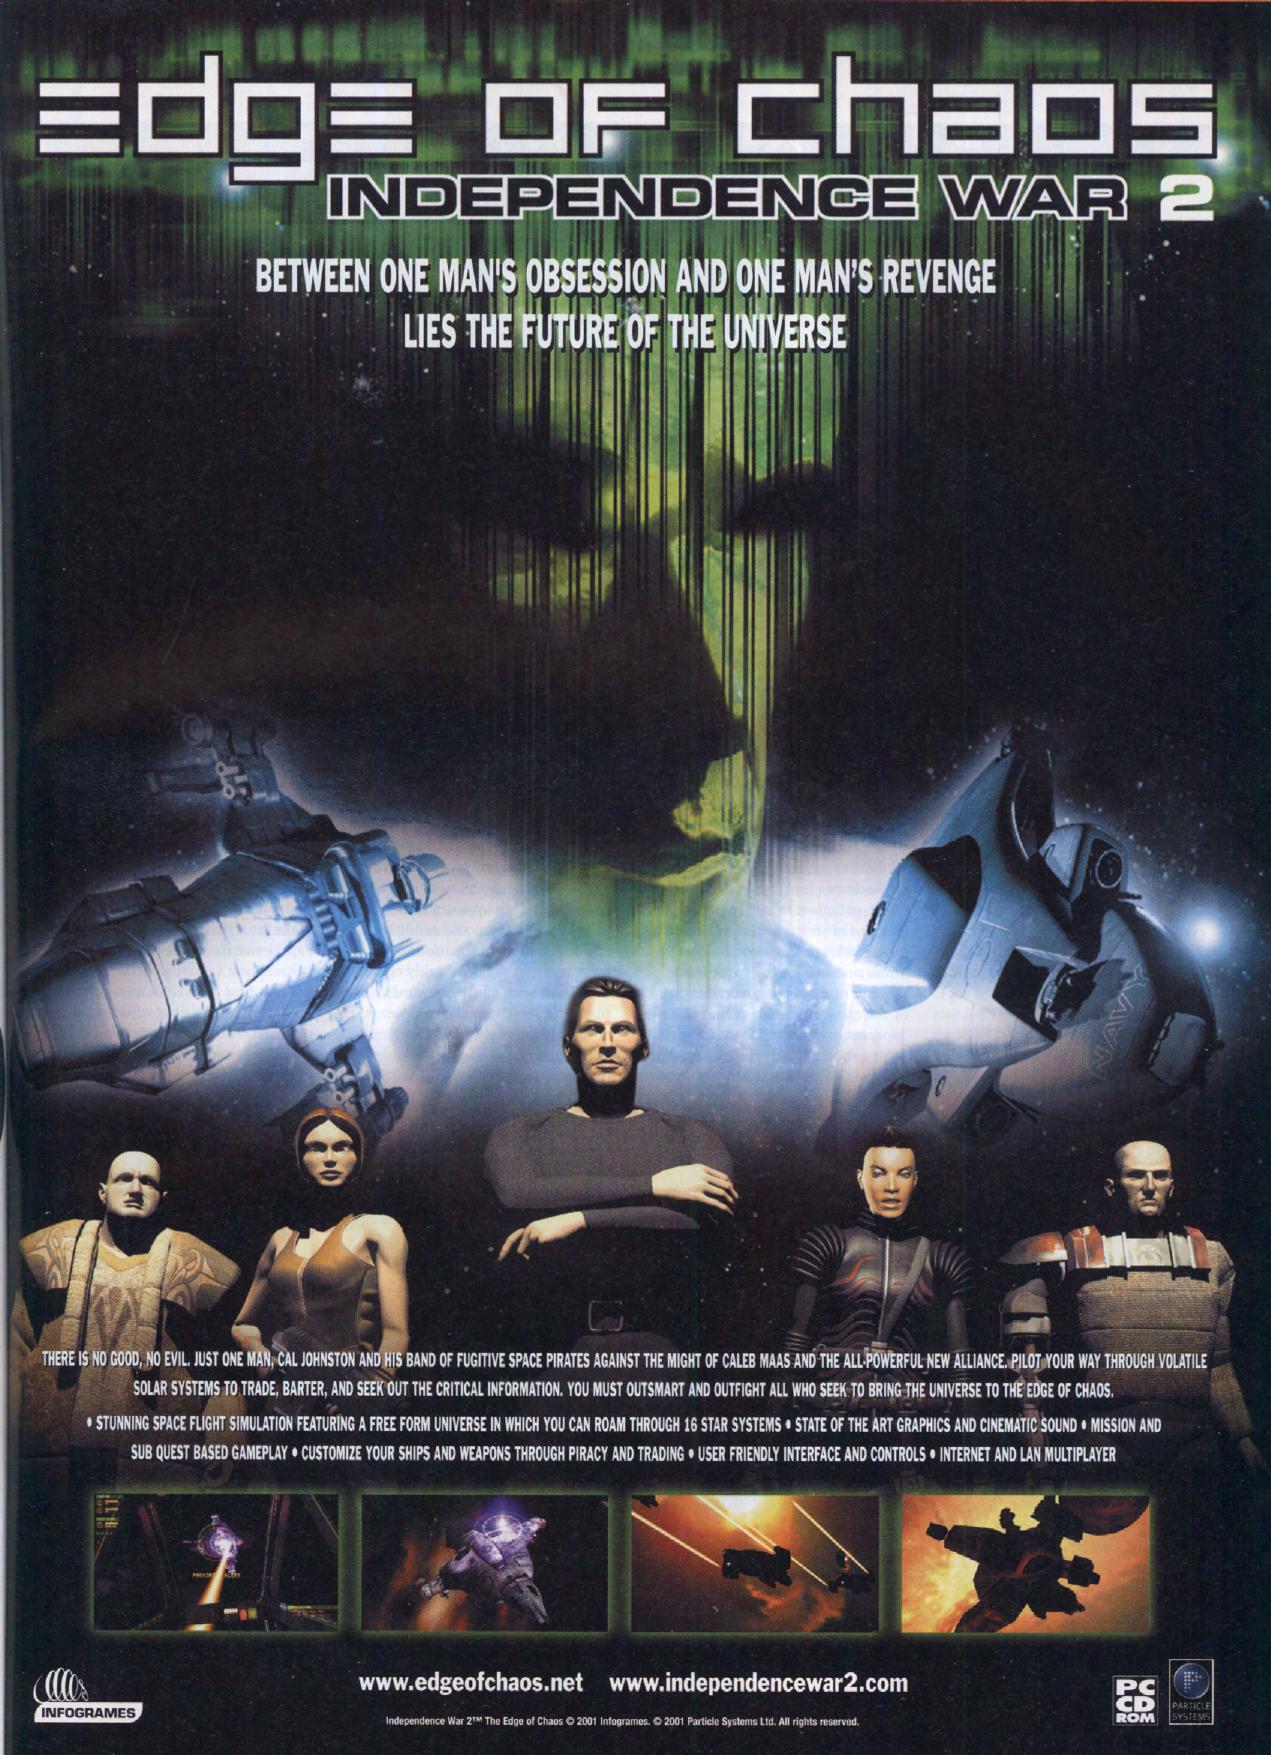 EdgE OF chaos
INDEPENDENCE WAR 2
BETWEEN ONE MAN'S OBSESSION AND ONE MAN'S REVENGE
LIES THE FUTURE OF THE UNIVERSE
NAVY
THERE IS NO GOOD, NO EVIL. JUST ONE MAN, CAL JOHNSTON AND HIS BAND OF FUGITIVE SPACE PIRATES AGAINST THE MIGHT OF CALEB MAAS AND THE ALL-POWERFUL NEW ALLIANCE. PILOT YOUR WAY THROUGH VOLATILE
SOLAR SYSTEMS TO TRADE, BARTER, AND SEEK OUT THE CRITICAL INFORMATION. YOU MUST OUTSMART AND OUTFIGHT ALL WHO SEEK TO BRING THE UNIVERSE TO THE EDGE OF CHAOS.
• STUNNING SPACE FLIGHT SIMULATION FEATURING A FREE FORM UNIVERSE IN WHICH YOU CAN ROAM THROUGH 16 STAR SYSTEMS • STATE OF THE ART GRAPHICS AND CINEMATIC SOUND • MISSION AND
SUB QUEST BASED GAMEPLAY • CUSTOMIZE YOUR SHIPS AND WEAPONS THROUGH PIRACY AND TRADING • USER FRIENDLY INTERFACE AND CONTROLS • INTERNET AND LAN MULTIPLAYER
www.edgeofchaos.net www.independencewar2.com
INFOGRAMES
Independence War 2™ The Edge of Chaos © 2001 Infogrames. © 2001 Particle Systems Ltd. All rights reserved.
PC
CD
ROM
PARTICLE
SYSTEMS